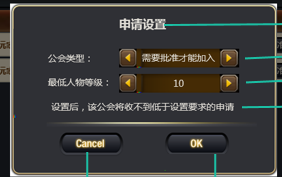 申请设置
公会类型： 需要批准才能加入
最低人物等级： 10
设置后，该公会将收不到低于设置要求的申请
Cancel OK